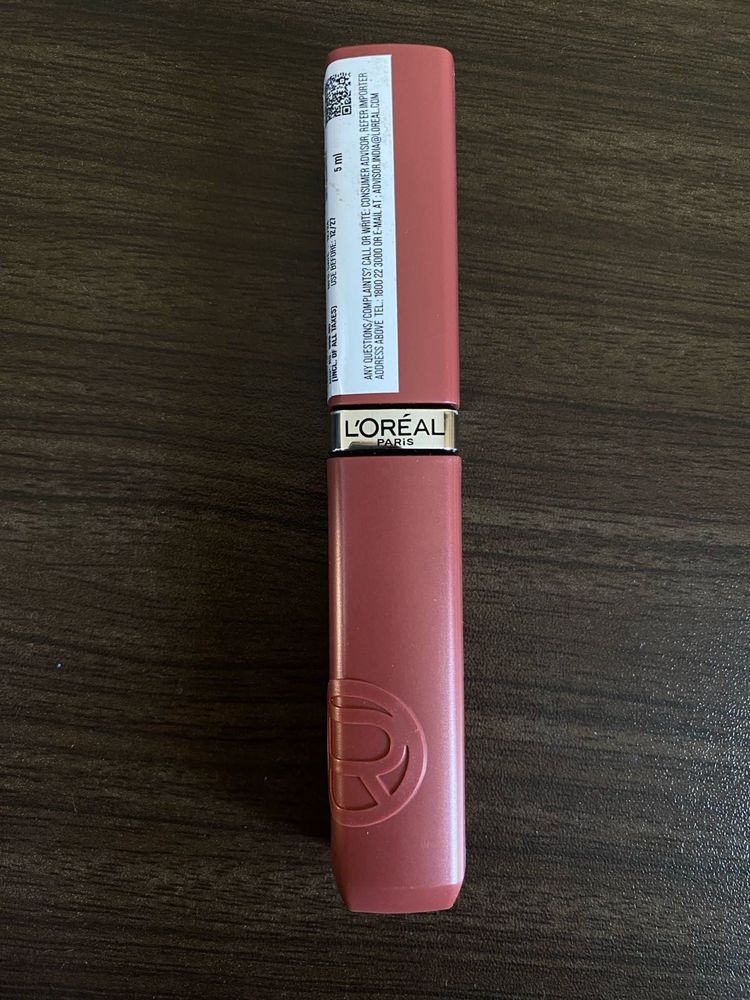 5 ml
USE BEFORE: 12/27
(INCL. OF ALL TAXES)
ANY QUESTIONS/COMPLAINTS? CALL OR WRITE: CONSUMER ADVISOR, REFER IMPORTER
ADDRESS ABOVE TEL.: 1800 22 3000 OR E-MAIL AT : ADVISOR.INDIA@LOREAL.COM
L'ORÉAL
PARiS